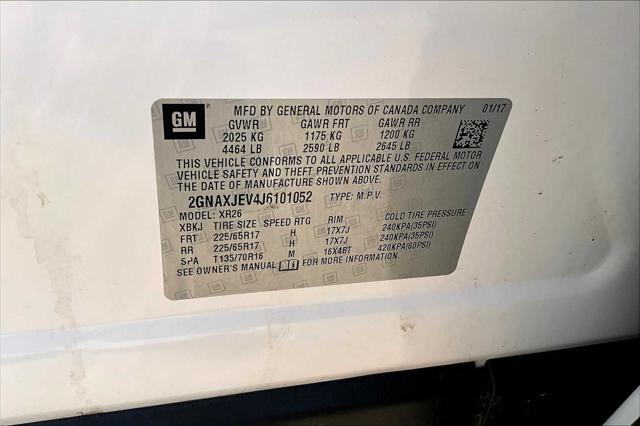 GM MFD BY GENERAL MOTORS OF CANADA COMPANY 01/17
GVWR GAWR FRT GAWR RR
2025 KG 1175 KG 1200 KG
4464 LB 2590 LB 2645 LB
THIS VEHICLE CONFORMS TO ALL APPLICABLE U.S. FEDERAL MOTOR
VEHICLE SAFETY AND THEFT PREVENTION STANDARDS IN EFFECT ON
THE DATE OF MANUFACTURE SHOWN ABOVE.
2GNAXJEV4J6101052 TYPE: M.P.V.
MODEL: XR26
XBKJ TIRE SIZE SPEED RTG RIM COLD TIRE PRESSURE
FRT 225/65R17 H 17X7J 240KPA(35PSI)
RR 225/65R17 H 17X7J 240KPA(35PSI)
SPA T135/70R16 M 16X4BT 420KPA(60PSI)
SEE OWNER'S MANUAL FOR MORE INFORMATION